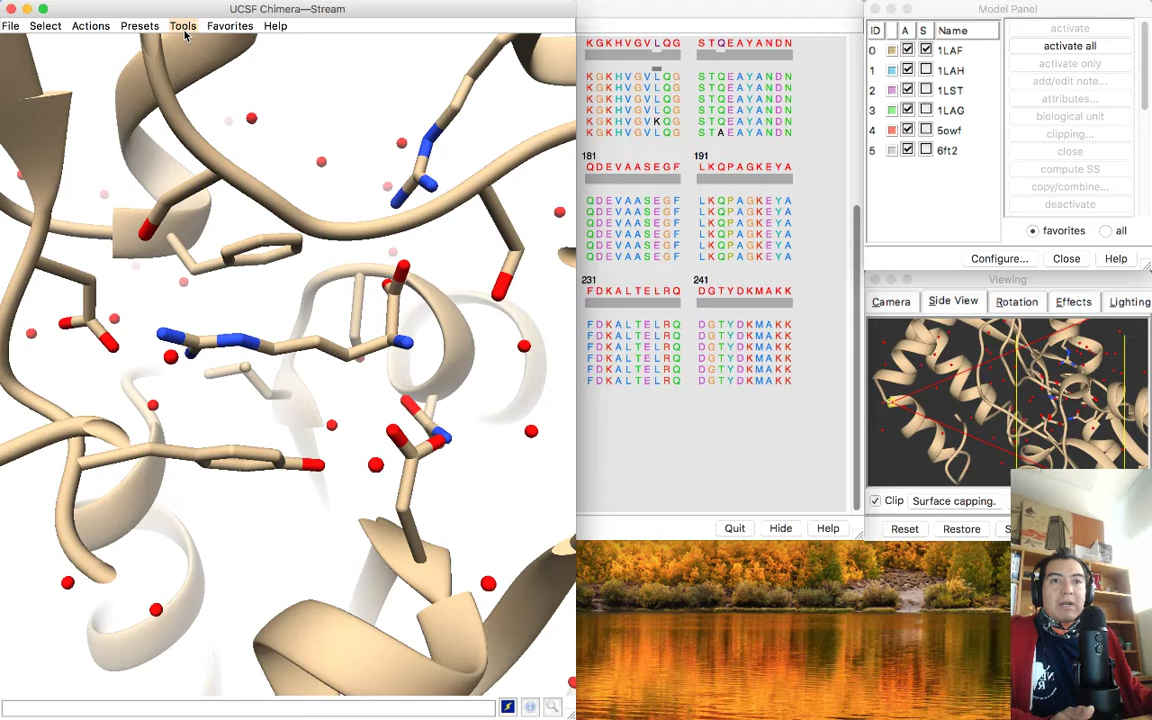 UCSF Chimera—Stream
File Select Actions Presets Tools Favorites Help
KGKHVGVLQG STQEAYANDN
KGKHVGVLQG STQEAYANDN
KGKHVGVLQG STQEAYANDN
KGKHVGVLQG STQEAYANDN
KGKHVGVLQG STQEAYANDN
KGKHVGVKQG STQEAYANDN
KGKHVGVLQG STAEAYANDN
181 191
QDEVAASEGF LKQPAGKEYA
QDEVAASEGF LKQPAGKEYA
QDEVAASEGF LKQPAGKEYA
QDEVAASEGF LKQPAGKEYA
QDEVAASEGF LKQPAGKEYA
QDEVAASEGF LKQPAGKEYA
QDEVAASEGF LKQPAGKEYA
231 241
FDKALTELRQ DGTYDKMAKK
FDKALTELRQ DGTYDKMAKK
FDKALTELRQ DGTYDKMAKK
FDKALTELRQ DGTYDKMAKK
FDKALTELRQ DGTYDKMAKK
FDKALTELRQ DGTYDKMAKK
FDKALTELRQ DGTYDKMAKK
Quit Hide Help
Model Panel
ID A S Name
0 1LAF
1 1LAH
2 1LST
3 1LAG
4 5owf
5 6ft2
activate
activate all
activate only
add/edit note...
attributes...
biological unit
clipping...
close
compute SS
copy/combine...
deactivate
favorites all
Configure... Close Help
Viewing
Camera Side View Rotation Effects Lighting
Clip Surface capping.
Reset Restore S